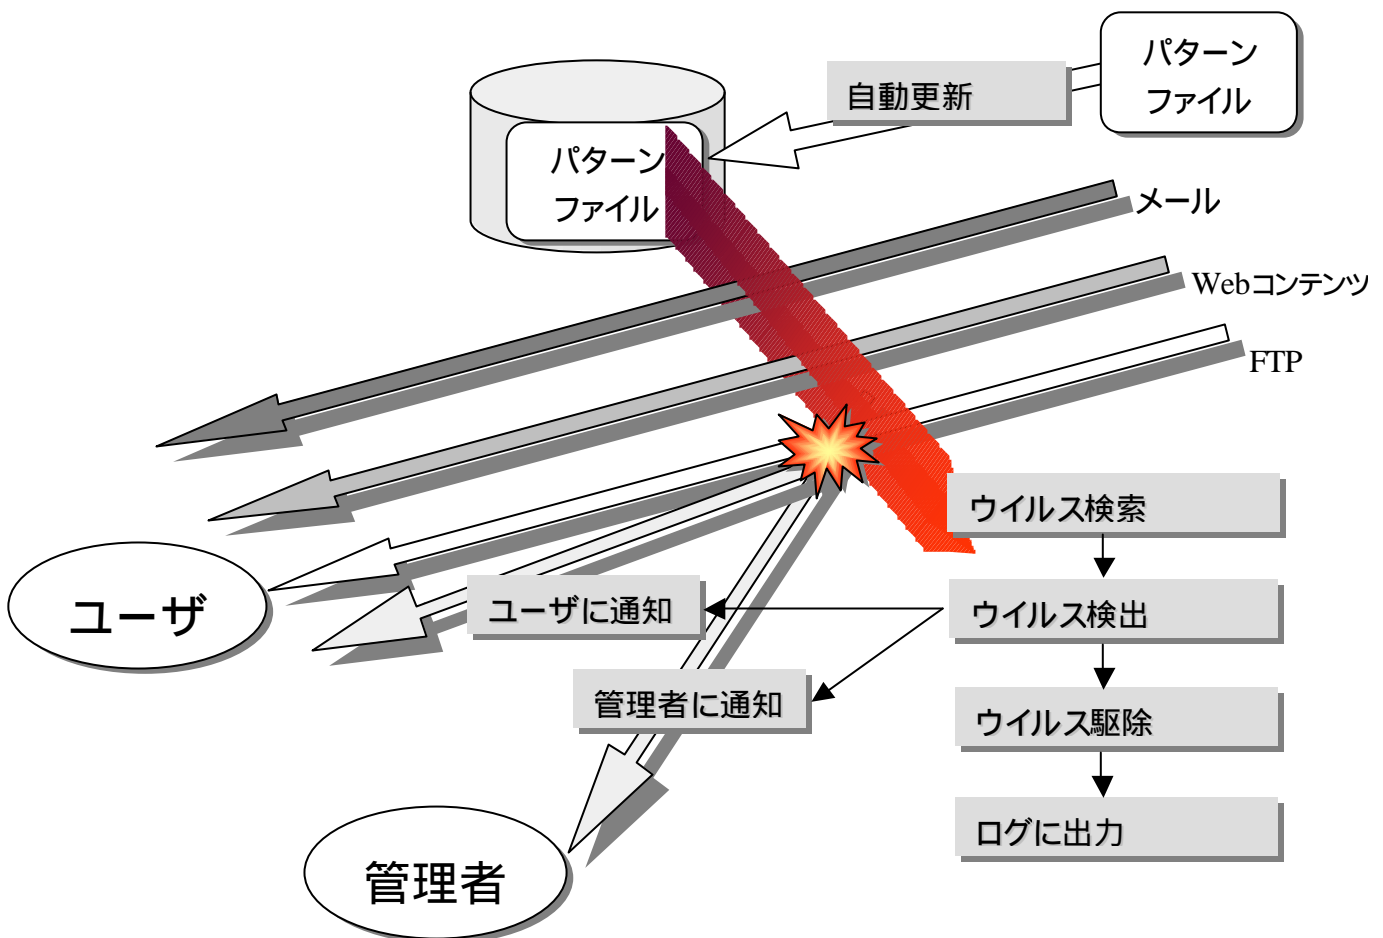 パターン
ファイル
自動更新
パターン
ファイル
メール
Webコンテンツ
FTP
ウイルス検索
ユーザ
ユーザに通知
ウイルス検出
管理者に通知
ウイルス駆除
ログに出力
管理者